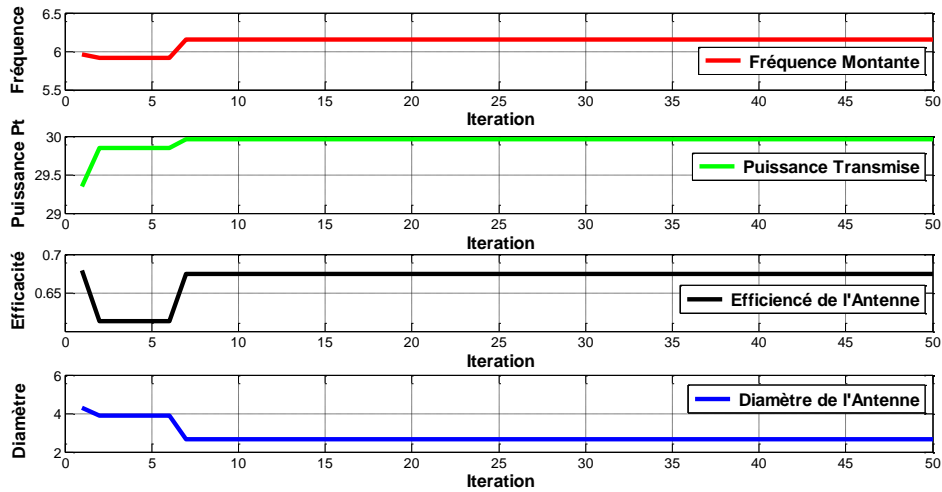 Fréquence
6.5
6
5.5
Fréquence Montante
0 5 10 15 20 25 30 35 40 45 50
Iteration
Puissance Pt
30
29.5
29
Puissance Transmise
0 5 10 15 20 25 30 35 40 45 50
Iteration
Efficacité
0.7
0.65
Efficiencé de l'Antenne
0 5 10 15 20 25 30 35 40 45 50
Iteration
Diamètre
6
4
2
Diamètre de l'Antenne
0 5 10 15 20 25 30 35 40 45 50
Iteration